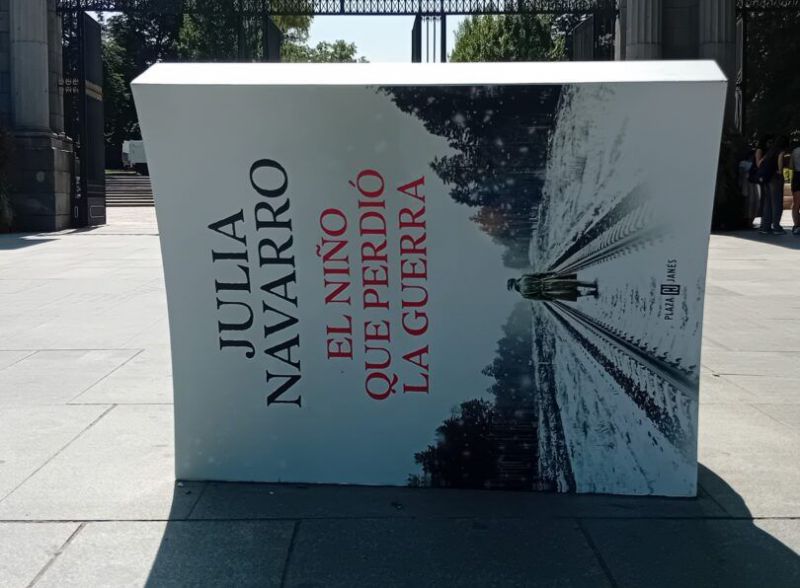 JULIA
NAVARRO
EL NIÑO
QUE PERDIÓ
LA GUERRA
PLAZA JANÉS